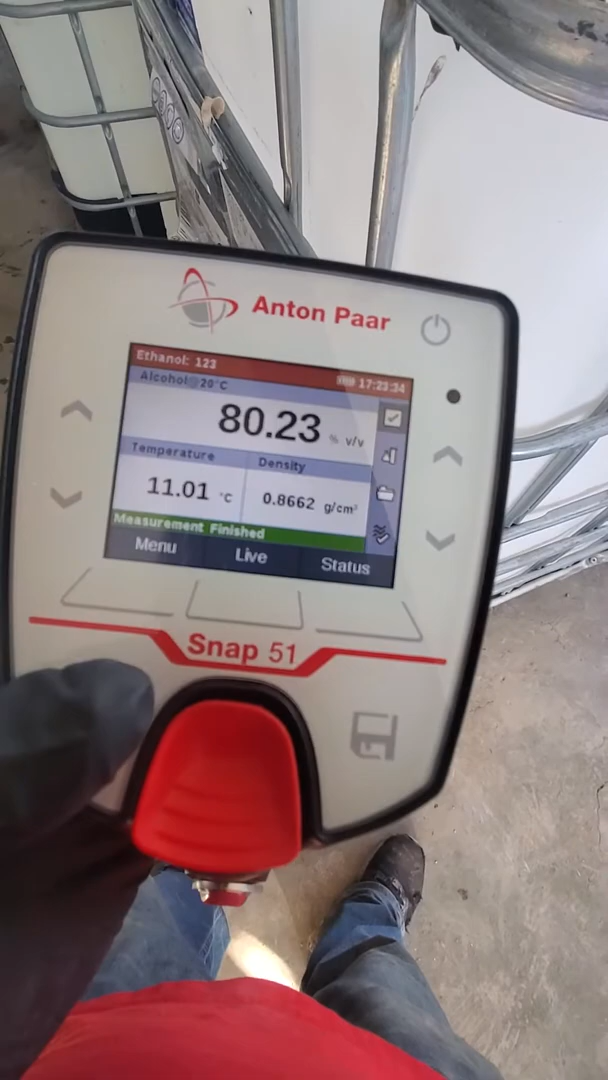 Anton Paar
Ethanol: 123
17:23:34
Alcohol@20°C
80.23 % v/v
Temperature
Density
11.01 °C
0.8662 g/cm³
Measurement Finished
Menu
Live
Status
Snap 51